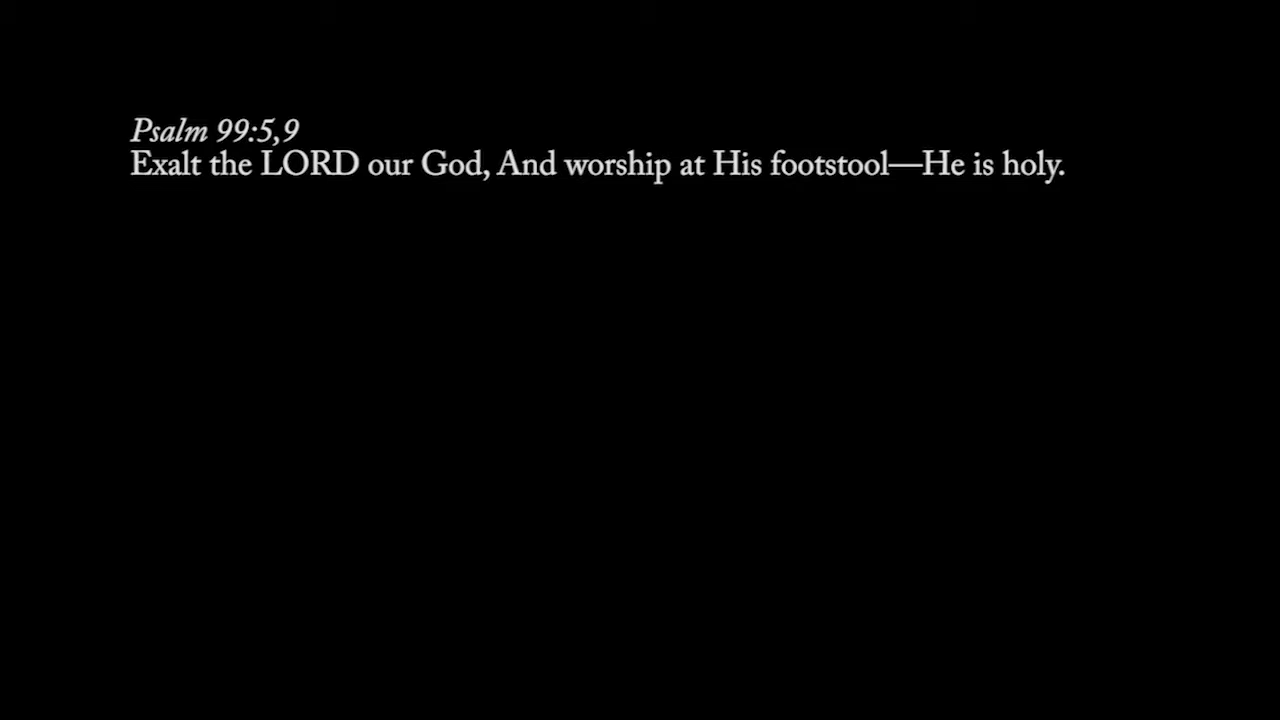 Psalm 99:5,9
Exalt the LORD our God, And worship at His footstool—He is holy.